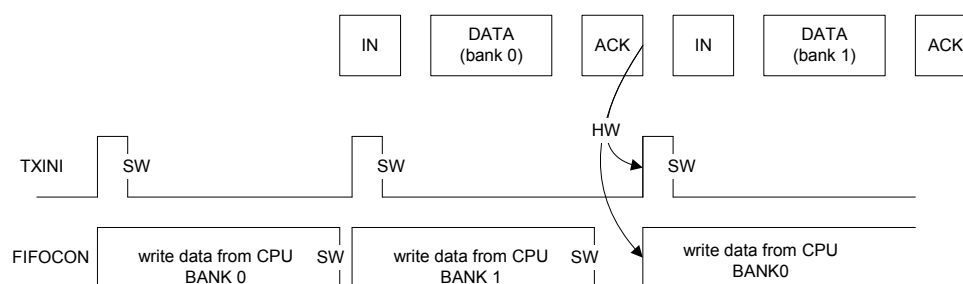 IN
DATA
(bank 0)
ACK
IN
DATA
(bank 1)
ACK
HW
TXINI
SW
SW
SW
FIFOCON
write data from CPU
BANK 0
SW
write data from CPU
BANK 1
SW
write data from CPU
BANK0